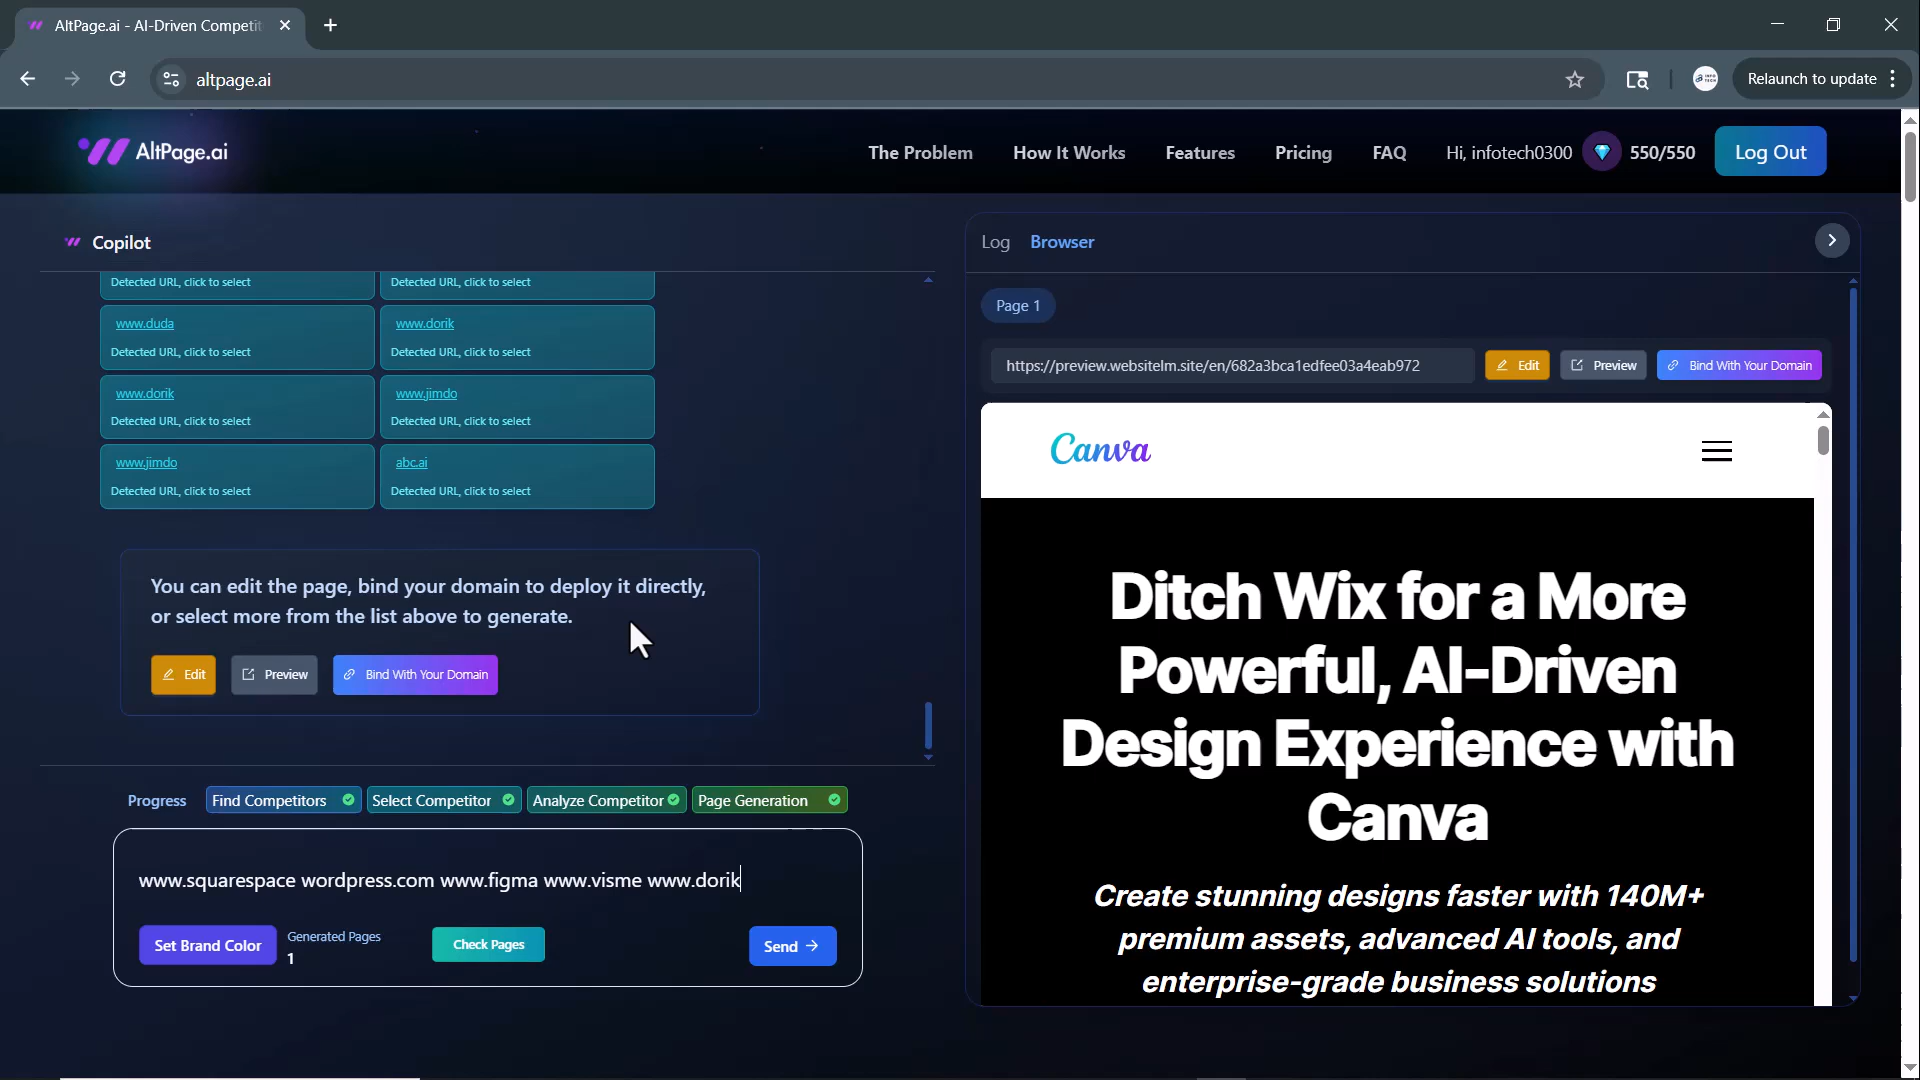 AltPage.ai - AI-Driven Competit
altpage.ai
Relaunch to update
AltPage.ai
The Problem
How It Works
Features
Pricing
FAQ
Hi, infotech0300
550/550
Log Out
Copilot
Detected URL, click to select
Detected URL, click to select
www.duda
Detected URL, click to select
www.dorik
Detected URL, click to select
www.dorik
Detected URL, click to select
www.jimdo
Detected URL, click to select
www.jimdo
Detected URL, click to select
abc.ai
Detected URL, click to select
You can edit the page, bind your domain to deploy it directly,
or select more from the list above to generate.
Edit
Preview
Bind With Your Domain
Progress
Find Competitors
Select Competitor
Analyze Competitor
Page Generation
www.squarespace wordpress.com www.figma www.visme www.dorik
Set Brand Color
Generated Pages
1
Check Pages
Send →
Log
Browser
Page 1
https://preview.websitelm.site/en/682a3bca1edfee03a4eab972
Edit
Preview
Bind With Your Domain
Canva
Ditch Wix for a More
Powerful, AI-Driven
Design Experience with
Canva
Create stunning designs faster with 140M+
premium assets, advanced AI tools, and
enterprise-grade business solutions